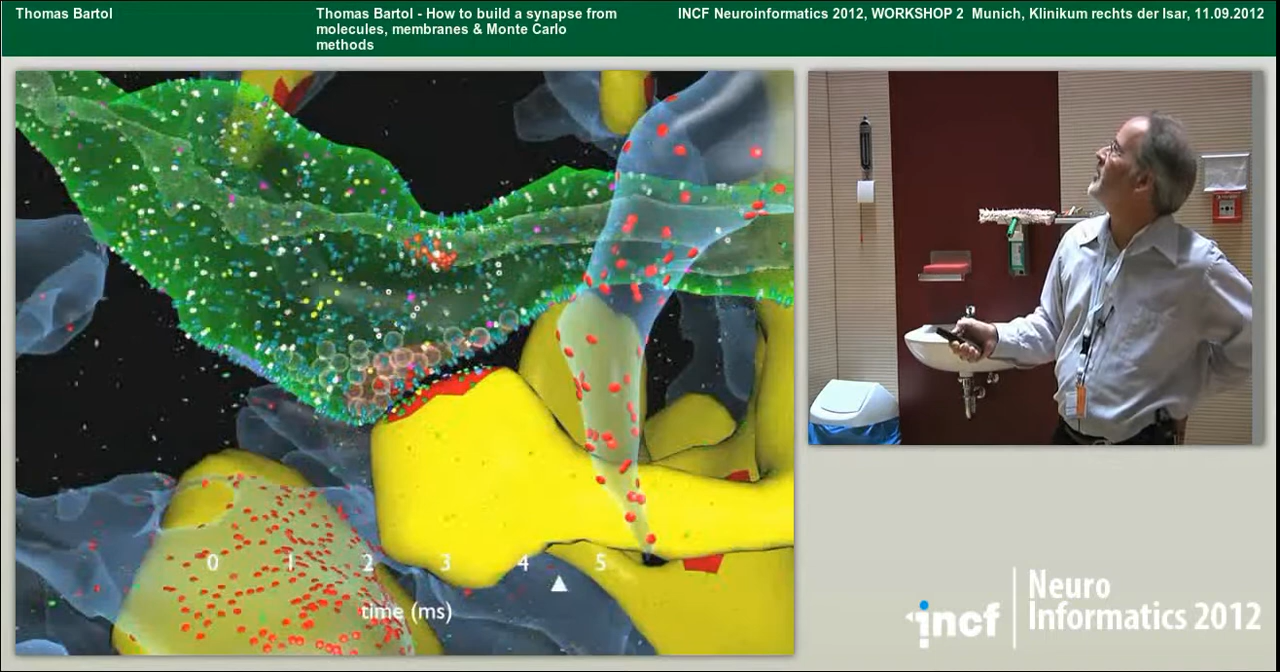 Thomas Bartol
Thomas Bartol - How to build a synapse from
molecules, membranes & Monte Carlo
methods
INCF Neuroinformatics 2012, WORKSHOP 2  Munich, Klinikum rechts der Isar, 11.09.2012
0 1 2 3 4 5
time (ms)
incf
Neuro
Informatics 2012